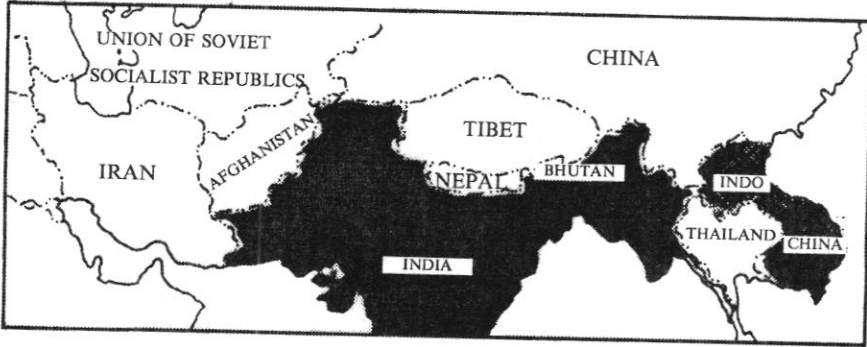 UNION OF SOVIET
SOCIALIST REPUBLICS
CHINA
AFGHANISTAN
TIBET
IRAN
NEPAL
BHUTAN
INDO
THAILAND
CHINA
INDIA